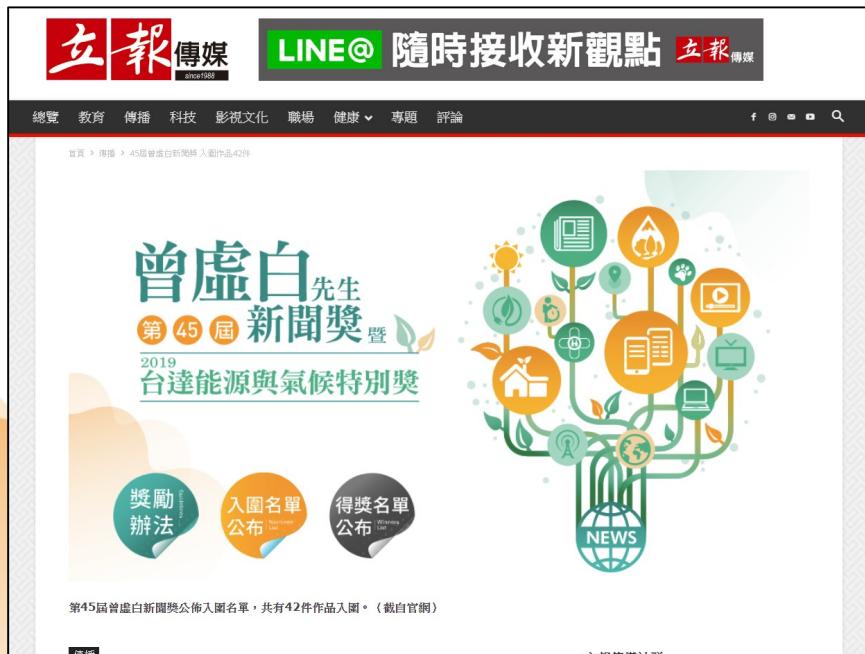 立報傳媒
since1988
LINE@ 隨時接收新觀點 立報傳媒
總覽 教育 傳播 科技 影視文化 職場 健康 專題 評論
首頁 > 傳播 > 45屆曾虛白新聞獎 入圍作品42件
曾虛白先生
第45屆 新聞獎 暨
2019
台達能源與氣候特別獎
獎勵
辦法
入圍名單
公布 Nominee List
得獎名單
公布 Winners List
NEWS
第45屆曾虛白新聞獎公佈入圍名單，共有42件作品入圍。（截自官網）